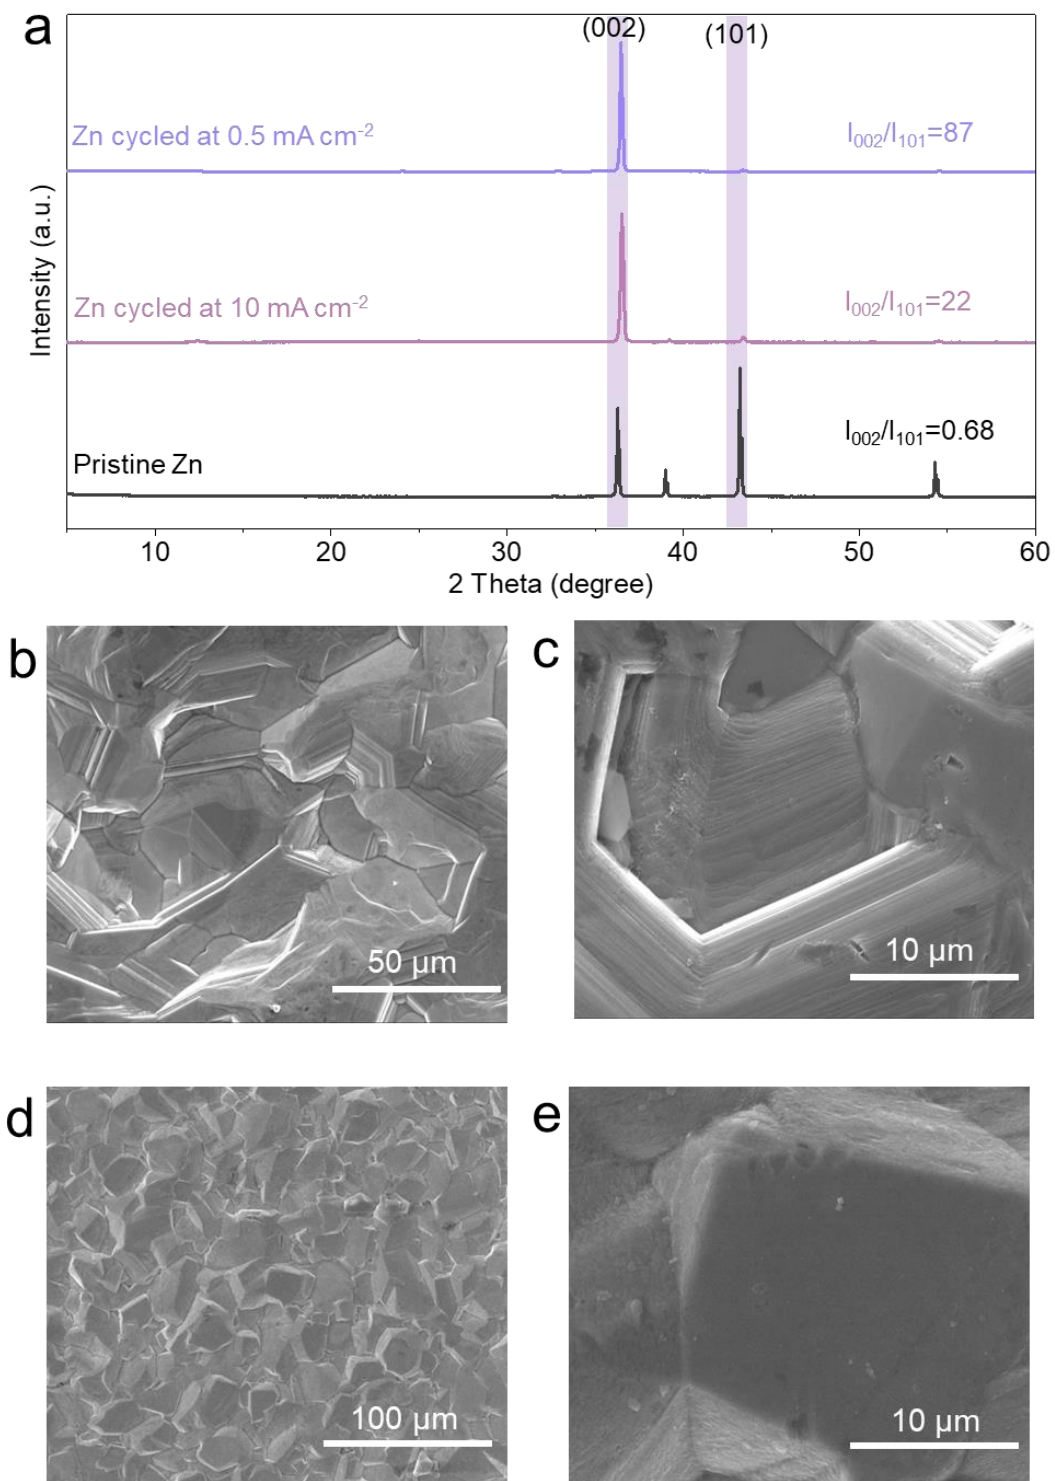 a
(002)
(101)
Zn cycled at 0.5 mA cm-2
I002/I101=87
Zn cycled at 10 mA cm-2
I002/I101=22
Pristine Zn
I002/I101=0.68
Intensity (a.u.)
10 20 30 40 50 60
2 Theta (degree)
b
50 μm
c
10 μm
d
100 μm
e
10 μm